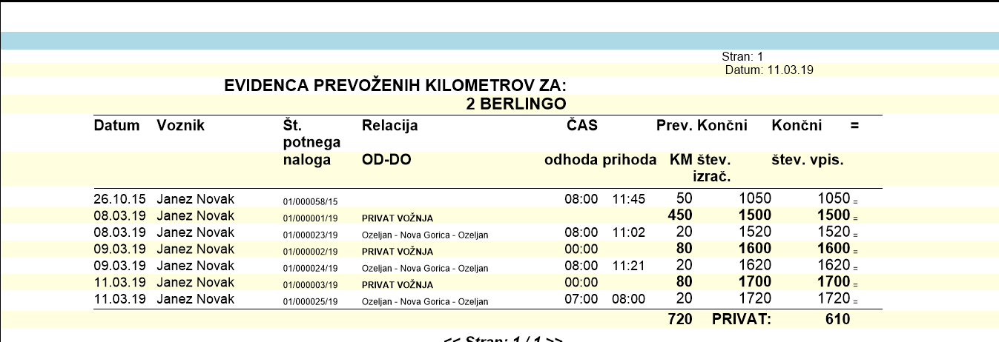 Stran: 1
Datum: 11.03.19
EVIDENCA PREVOŽENIH KILOMETROV ZA:
2 BERLINGO
Datum Voznik Št. Relacija ČAS Prev. Končni Končni =
potnega
naloga OD-DO odhoda prihoda KM štev. štev. vpis.
izrač.
26.10.15 Janez Novak 01/000058/15 08:00 11:45 50 1050 1050 =
08.03.19 Janez Novak 01/000001/19 PRIVAT VOŽNJA 450 1500 1500 =
08.03.19 Janez Novak 01/000023/19 Ozeljan - Nova Gorica - Ozeljan 08:00 11:02 20 1520 1520 =
09.03.19 Janez Novak 01/000002/19 PRIVAT VOŽNJA 00:00 80 1600 1600 =
09.03.19 Janez Novak 01/000024/19 Ozeljan - Nova Gorica - Ozeljan 08:00 11:21 20 1620 1620 =
11.03.19 Janez Novak 01/000003/19 PRIVAT VOŽNJA 00:00 80 1700 1700 =
11.03.19 Janez Novak 01/000025/19 Ozeljan - Nova Gorica - Ozeljan 07:00 08:00 20 1720 1720 =
720 PRIVAT: 610
<< Stran: 1 / 1 >>